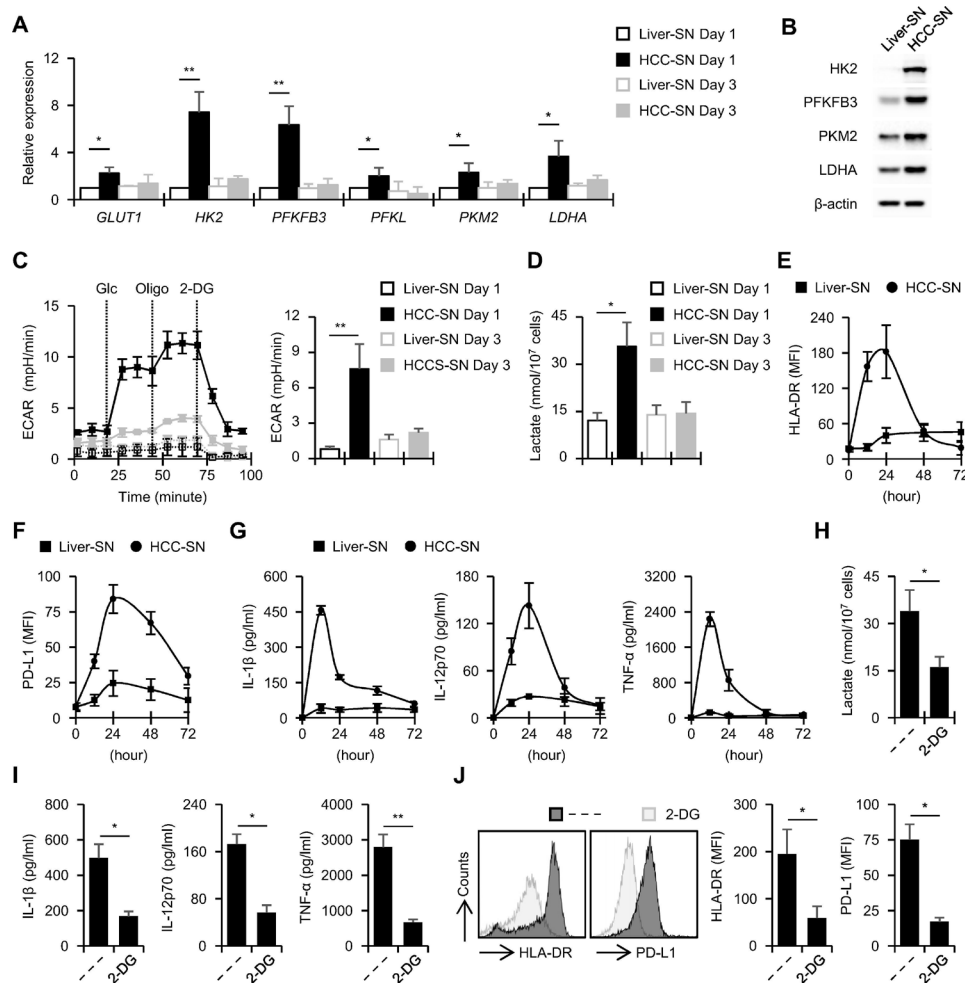 A
Relative expression
12
8
4
0
**
**
*
*
*
*
GLUT1 HK2 PFKFB3 PFKL PKM2 LDHA
Liver-SN Day 1
HCC-SN Day 1
Liver-SN Day 3
HCC-SN Day 3
B
Liver-SN HCC-SN
HK2
PFKFB3
PKM2
LDHA
β-actin
C
Glc Oligo 2-DG
ECAR (mpH/min)
15
10
5
0
0 25 50 75 100
Time (minute)
Liver-SN Day 1
HCC-SN Day 1
Liver-SN Day 3
HCCS-SN Day 3
ECAR (mpH/min)
12
9
6
3
0
**
D
Liver-SN Day 1
HCC-SN Day 1
Liver-SN Day 3
HCC-SN Day 3
Lactate (nmol/10⁷ cells)
60
45
30
15
0
*
E
Liver-SN HCC-SN
HLA-DR (MFI)
240
180
120
60
0
0 24 48 72
(hour)
F
Liver-SN HCC-SN
PD-L1 (MFI)
100
75
50
25
0
0 24 48 72
(hour)
G
Liver-SN HCC-SN
IL-1β (pg/lml)
600
450
300
150
0
0 24 48 72
(hour)
IL-12p70 (pg/lml)
180
120
60
0
0 24 48 72
(hour)
TNF-α (pg/lml)
3200
2400
1600
800
0
0 24 48 72
(hour)
H
Lactate (nmol/10⁷ cells)
45
30
15
0
*
--- 2-DG
I
IL-1β (pg/lml)
800
600
400
200
0
*
--- 2-DG
IL-12p70 (pg/lml)
240
160
80
0
*
--- 2-DG
TNF-α (pg/lml)
4000
3000
2000
1000
0
**
--- 2-DG
J
---- 2-DG
Counts
HLA-DR
PD-L1
HLA-DR (MFI)
300
200
100
0
*
--- 2-DG
PD-L1 (MFI)
100
75
50
25
0
*
--- 2-DG